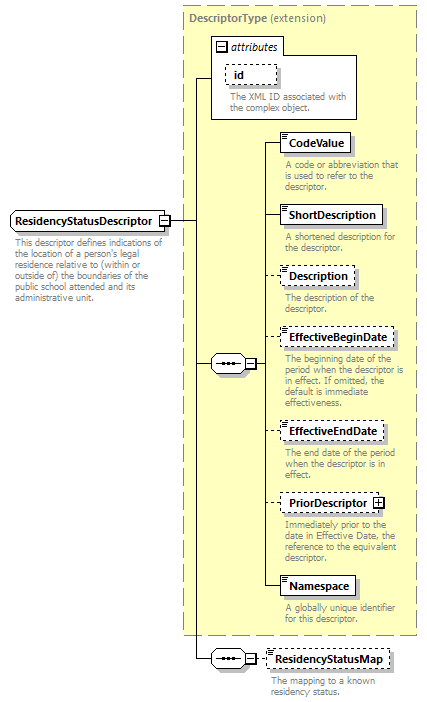 DescriptorType (extension)
attributes
id
The XML ID associated with
the complex object.
CodeValue
A code or abbreviation that
is used to refer to the
descriptor.
ShortDescription
A shortened description for
the descriptor.
ResidencyStatusDescriptor
This descriptor defines indications of
the location of a person's legal
residence relative to (within or
outside of) the boundaries of the
public school attended and its
administrative unit.
Description
The description of the
descriptor.
EffectiveBeginDate
The beginning date of the
period when the descriptor is
in effect. If omitted, the
default is immediate
effectiveness.
EffectiveEndDate
The end date of the period
when the descriptor is in
effect.
PriorDescriptor
Immediately prior to the
date in Effective Date, the
reference to the equivalent
descriptor.
Namespace
A globally unique identifier
for this descriptor.
ResidencyStatusMap
The mapping to a known
residency status.